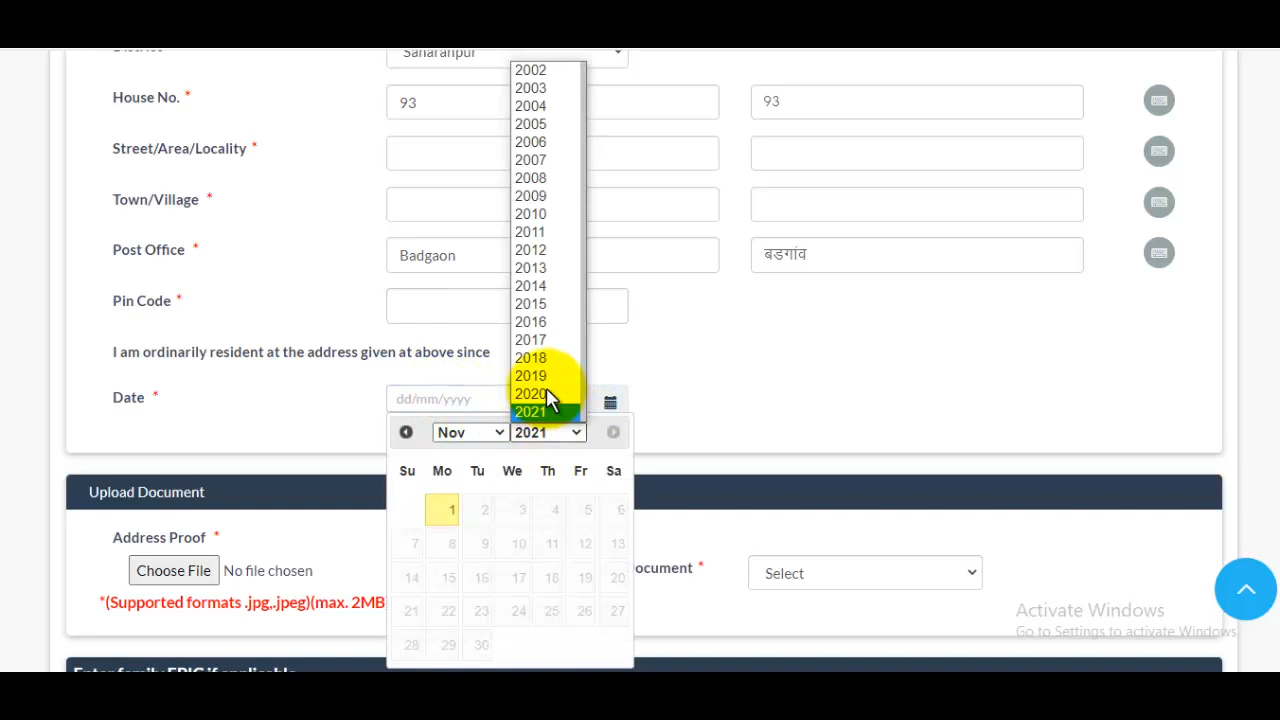 Saharanpur
2002
2003
House No. * 93 93
2004
2005
2006
Street/Area/Locality *
2007
2008
2009
Town/Village *
2010
2011
2012
Post Office * Badgaon बडगांव
2013
2014
2015
Pin Code *
2016
2017
2018
I am ordinarily resident at the address given at above since
2019
2020
2021
Date * dd/mm/yyyy
Nov 2021
Su Mo Tu We Th Fr Sa
1 2 3 4 5 6
7 8 9 10 11 12 13
14 15 16 17 18 19 20
21 22 23 24 25 26 27
28 29 30
Upload Document
Address Proof *
Choose File No file chosen
ocument * Select
*(Supported formats .jpg,.jpeg)(max. 2MB
Activate Windows
Go to Settings to activate Windows.
Enter family EPIC if applicable